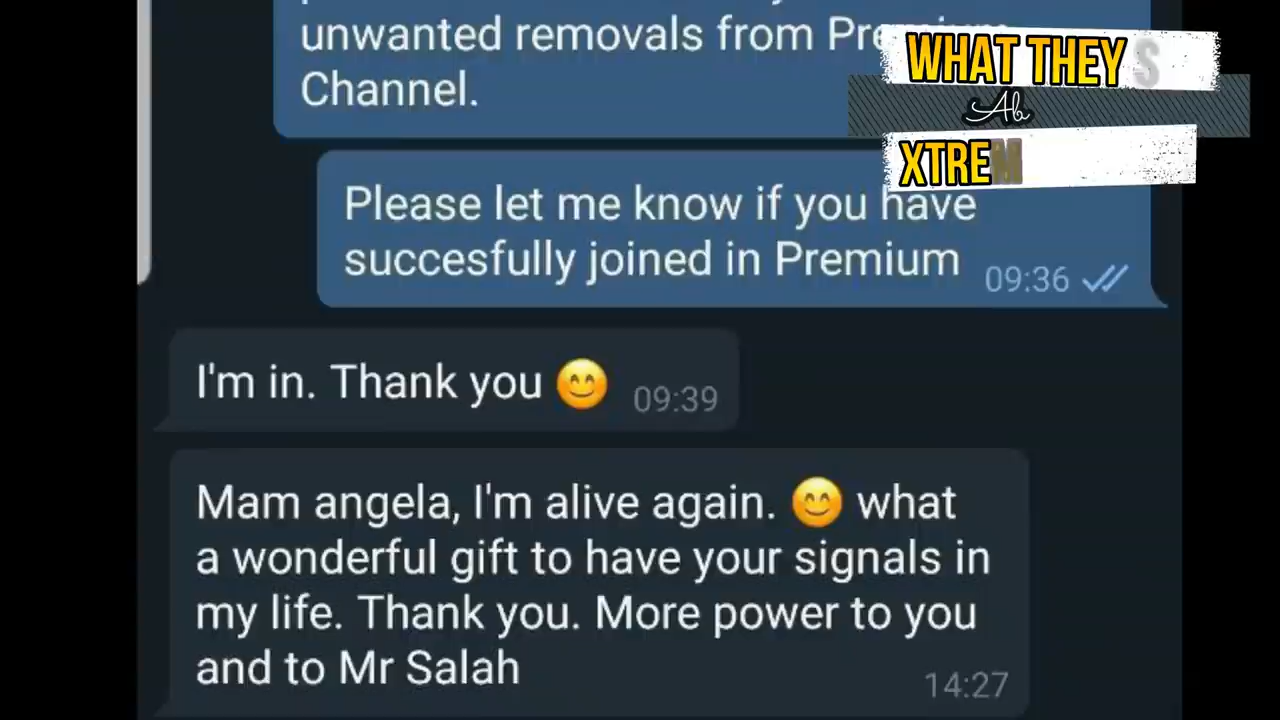 unwanted removals from
Channel.
WHAT THEY S
Ab
XTREM
Please let me know if you have
succesfully joined in Premium
09:36
I'm in. Thank you 😊
09:39
Mam angela, I'm alive again. 😊 what
a wonderful gift to have your signals in
my life. Thank you. More power to you
and to Mr Salah
14:27